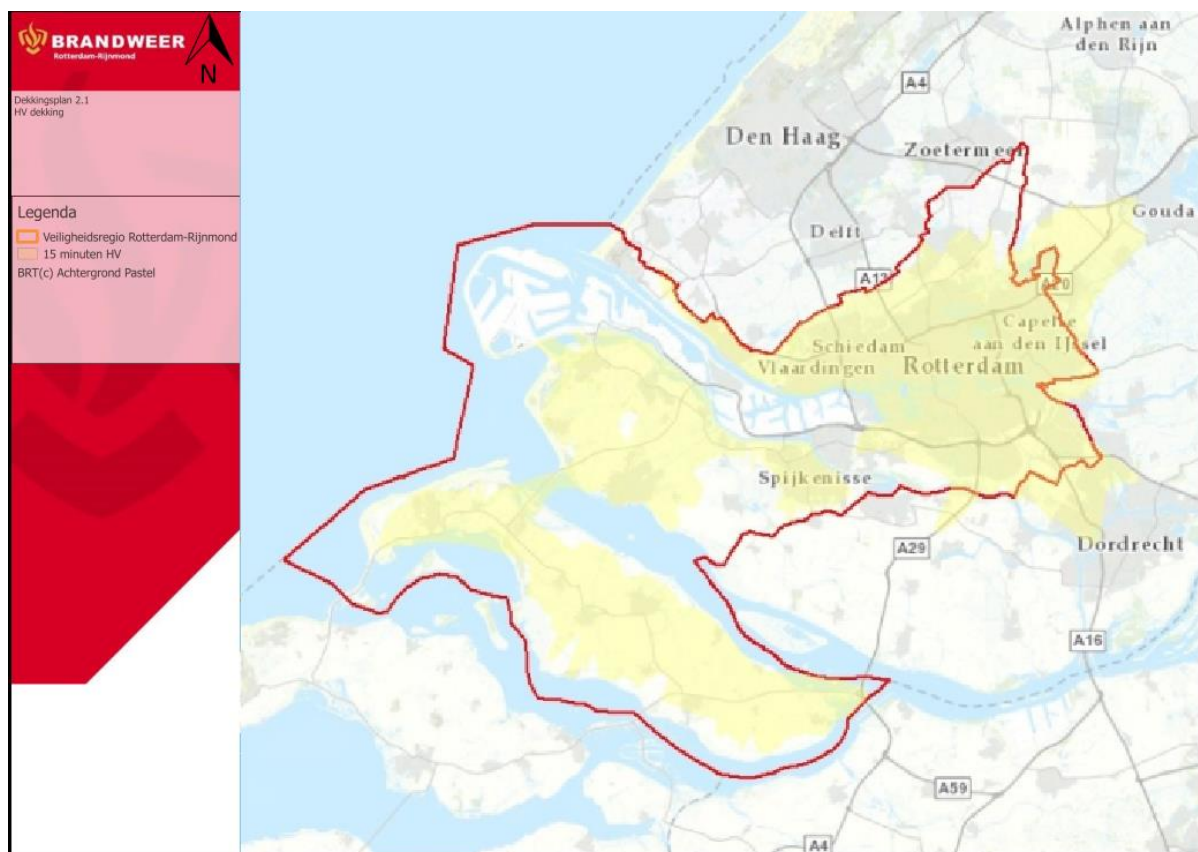 BRANDWEER
Rotterdam-Rijnmond
N
Dekkingsplan 2.1
HV dekking
Legenda
Veiligheidsregio Rotterdam-Rijnmond
15 minuten HV
BRT(c) Achtergrond Pastel
Alphen aan
den Rijn
A4
Den Haag
Zoetermeer
Gouda
Delft
A13
A20
Capelle
aan den IJssel
Schiedam
Vlaardingen
Rotterdam
Spijkenisse
A29
Dordrecht
A16
A59
A4